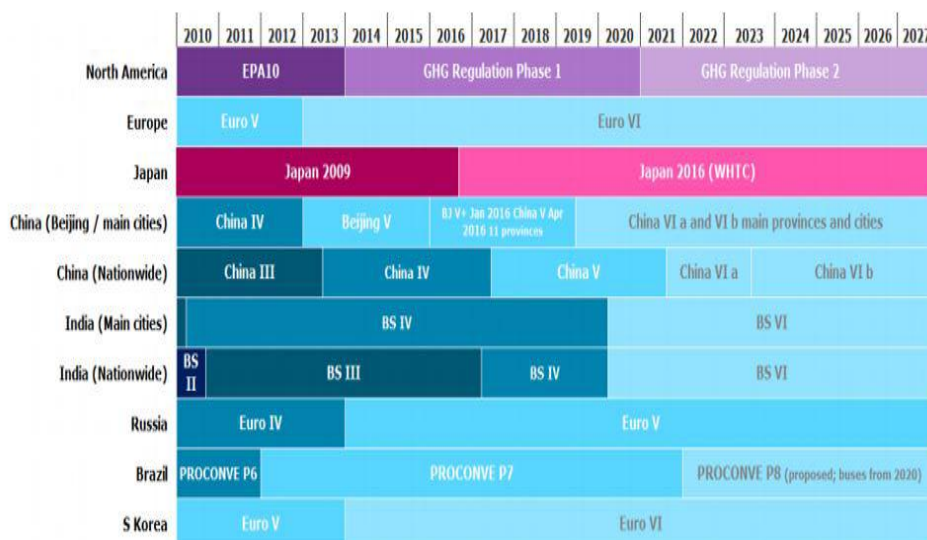 2010 2011 2012 2013 2014 2015 2016 2017 2018 2019 2020 2021 2022 2023 2024 2025 2026 2027
North America EPA10 GHG Regulation Phase 1 GHG Regulation Phase 2
Europe Euro V Euro VI
Japan Japan 2009 Japan 2016 (WHTC)
China (Beijing / main cities) China IV Beijing V BJ V+ Jan 2016 China V Apr
2016 11 provinces China VI a and VI b main provinces and cities
China (Nationwide) China III China IV China V China VI a China VI b
India (Main cities) BS IV BS VI
India (Nationwide) BS
II BS III BS IV BS VI
Russia Euro IV Euro V
Brazil PROCONVE P6 PROCONVE P7 PROCONVE P8 (proposed; buses from 2020)
S Korea Euro V Euro VI